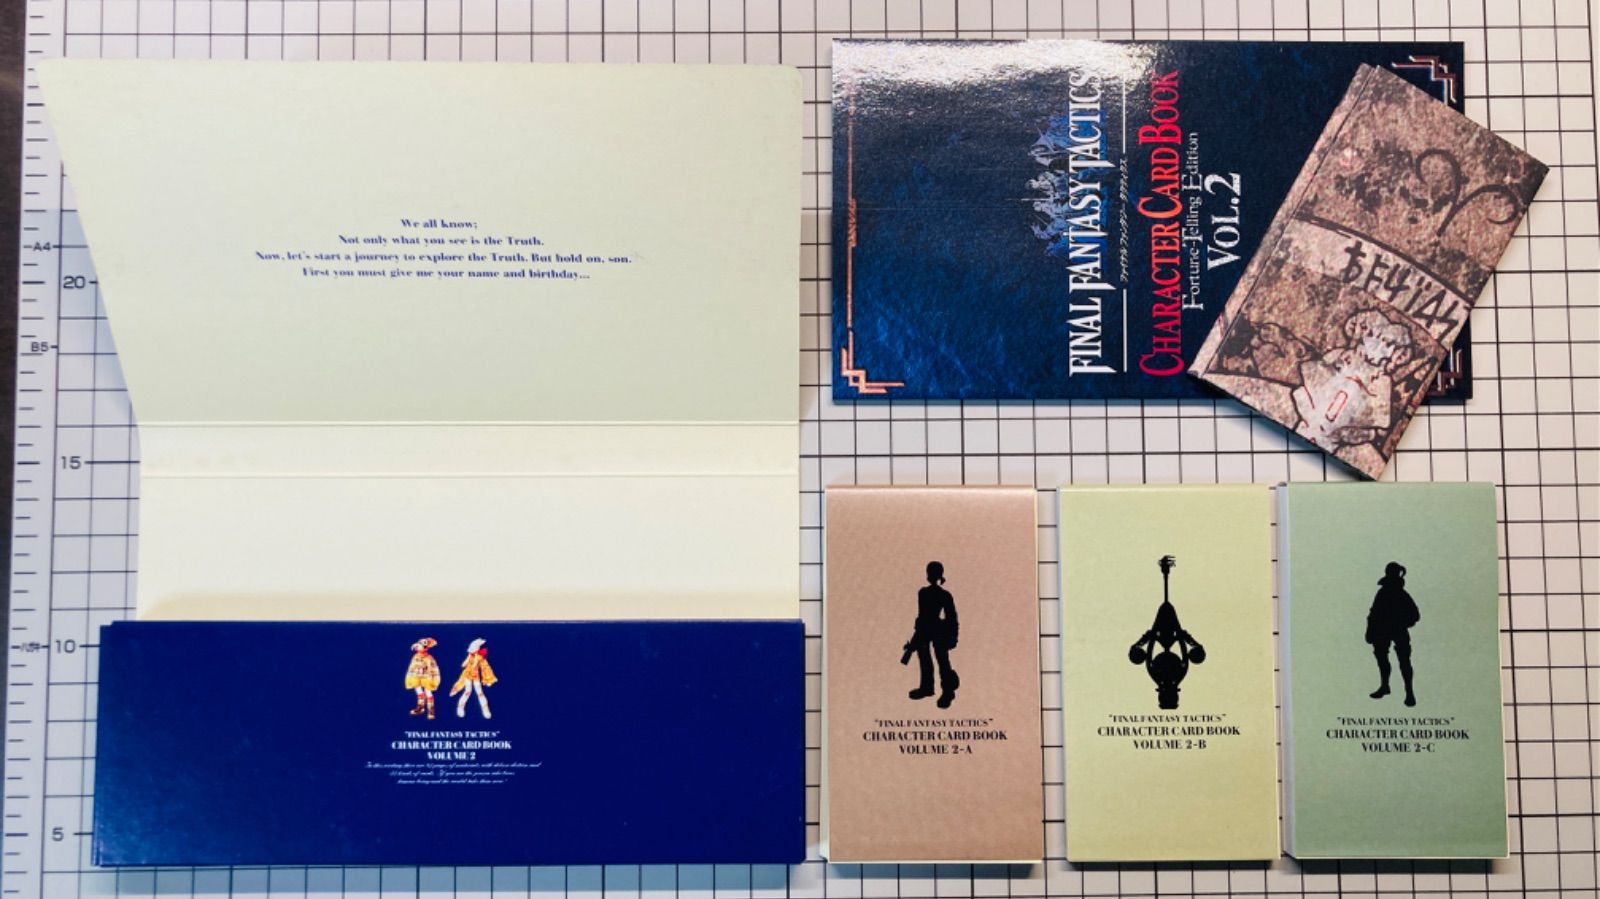 We all know;
Not only what you see is the Truth.
Now, let's start a journey to explore the Truth. But hold on, son.
First you must give me your name and birthday...
"FINAL FANTASY TACTICS"
CHARACTER CARD BOOK
VOLUME 2
FINAL FANTASY TACTICS
ファイナルファンタジー タクティクス
CHARACTER CARD BOOK
Fortune-Telling Edition
VOL.2
"FINAL FANTASY TACTICS"
CHARACTER CARD BOOK
VOLUME 2-A
"FINAL FANTASY TACTICS"
CHARACTER CARD BOOK
VOLUME 2-B
"FINAL FANTASY TACTICS"
CHARACTER CARD BOOK
VOLUME 2-C
A4
20
B5
15
10
5